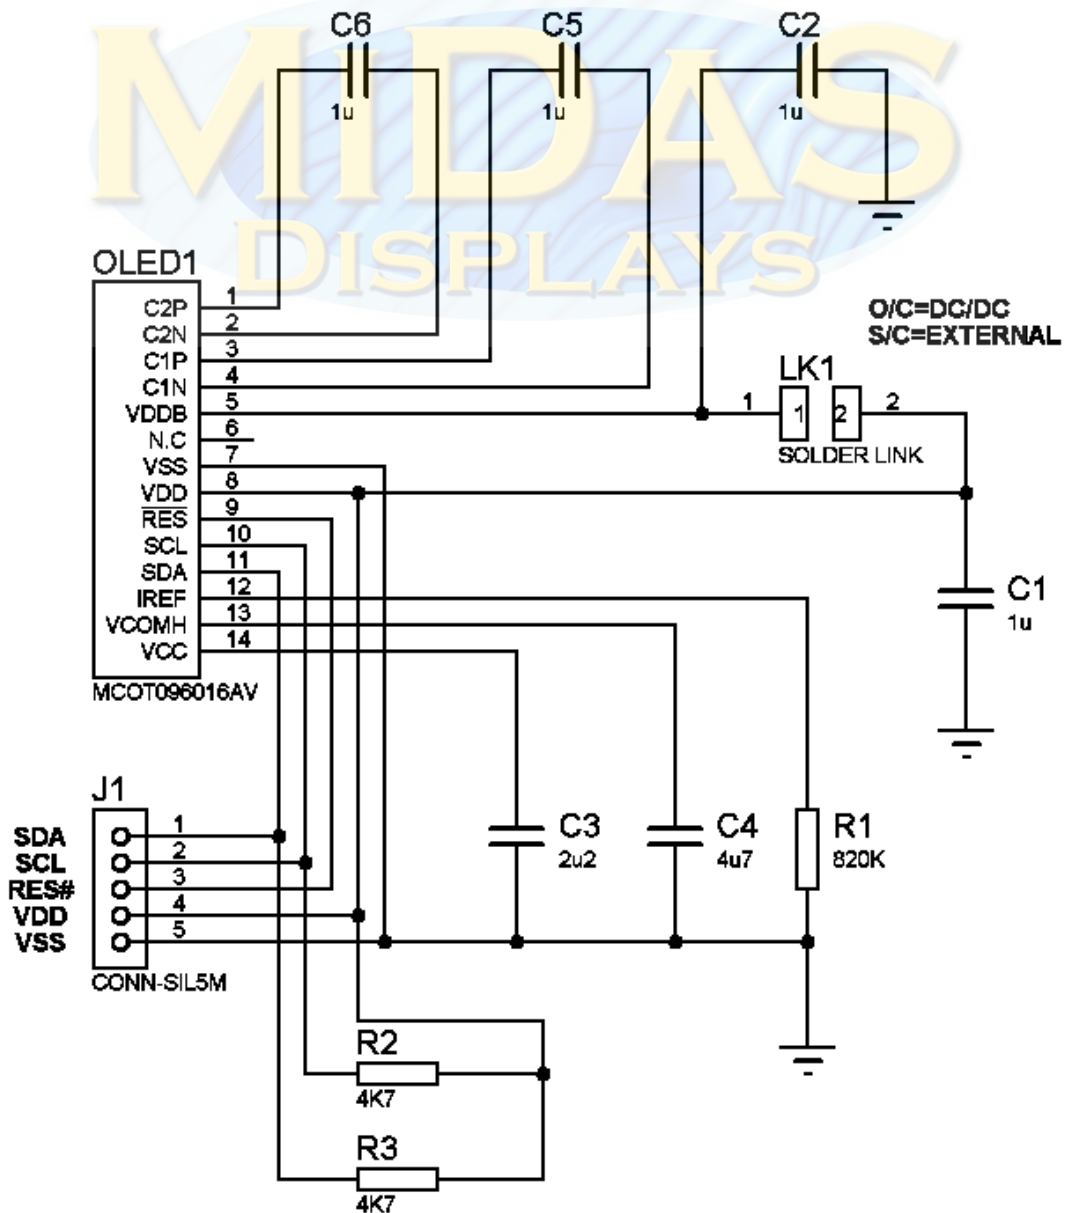 MIDAS
DISPLAYS
C6
1u
C5
1u
C2
1u
OLED1
C2P 1
C2N 2
C1P 3
C1N 4
VDDB 5
N.C 6
VSS 7
VDD 8
RES 9
SCL 10
SDA 11
IREF 12
VCOMH 13
VCC 14
MCOT096016AV
O/C=DC/DC
S/C=EXTERNAL
LK1
1 1 2 2
SOLDER LINK
C1
1u
J1
SDA 1
SCL 2
RES# 3
VDD 4
VSS 5
CONN-SIL5M
C3
2u2
C4
4u7
R1
820K
R2
4K7
R3
4K7